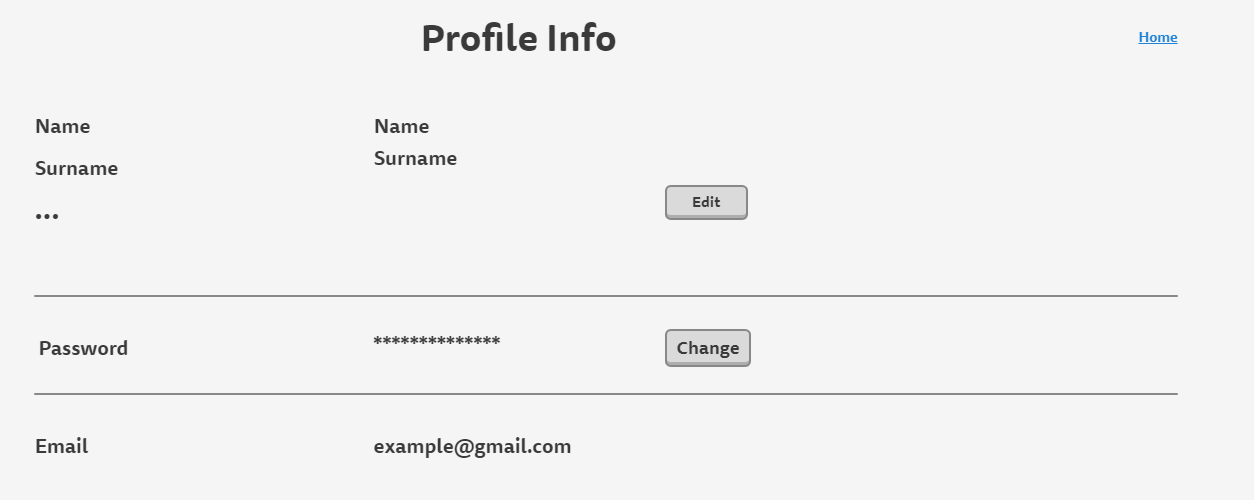 Profile Info
Home
Name Name
Surname Surname
...
Edit
Password ************** Change
Email example@gmail.com